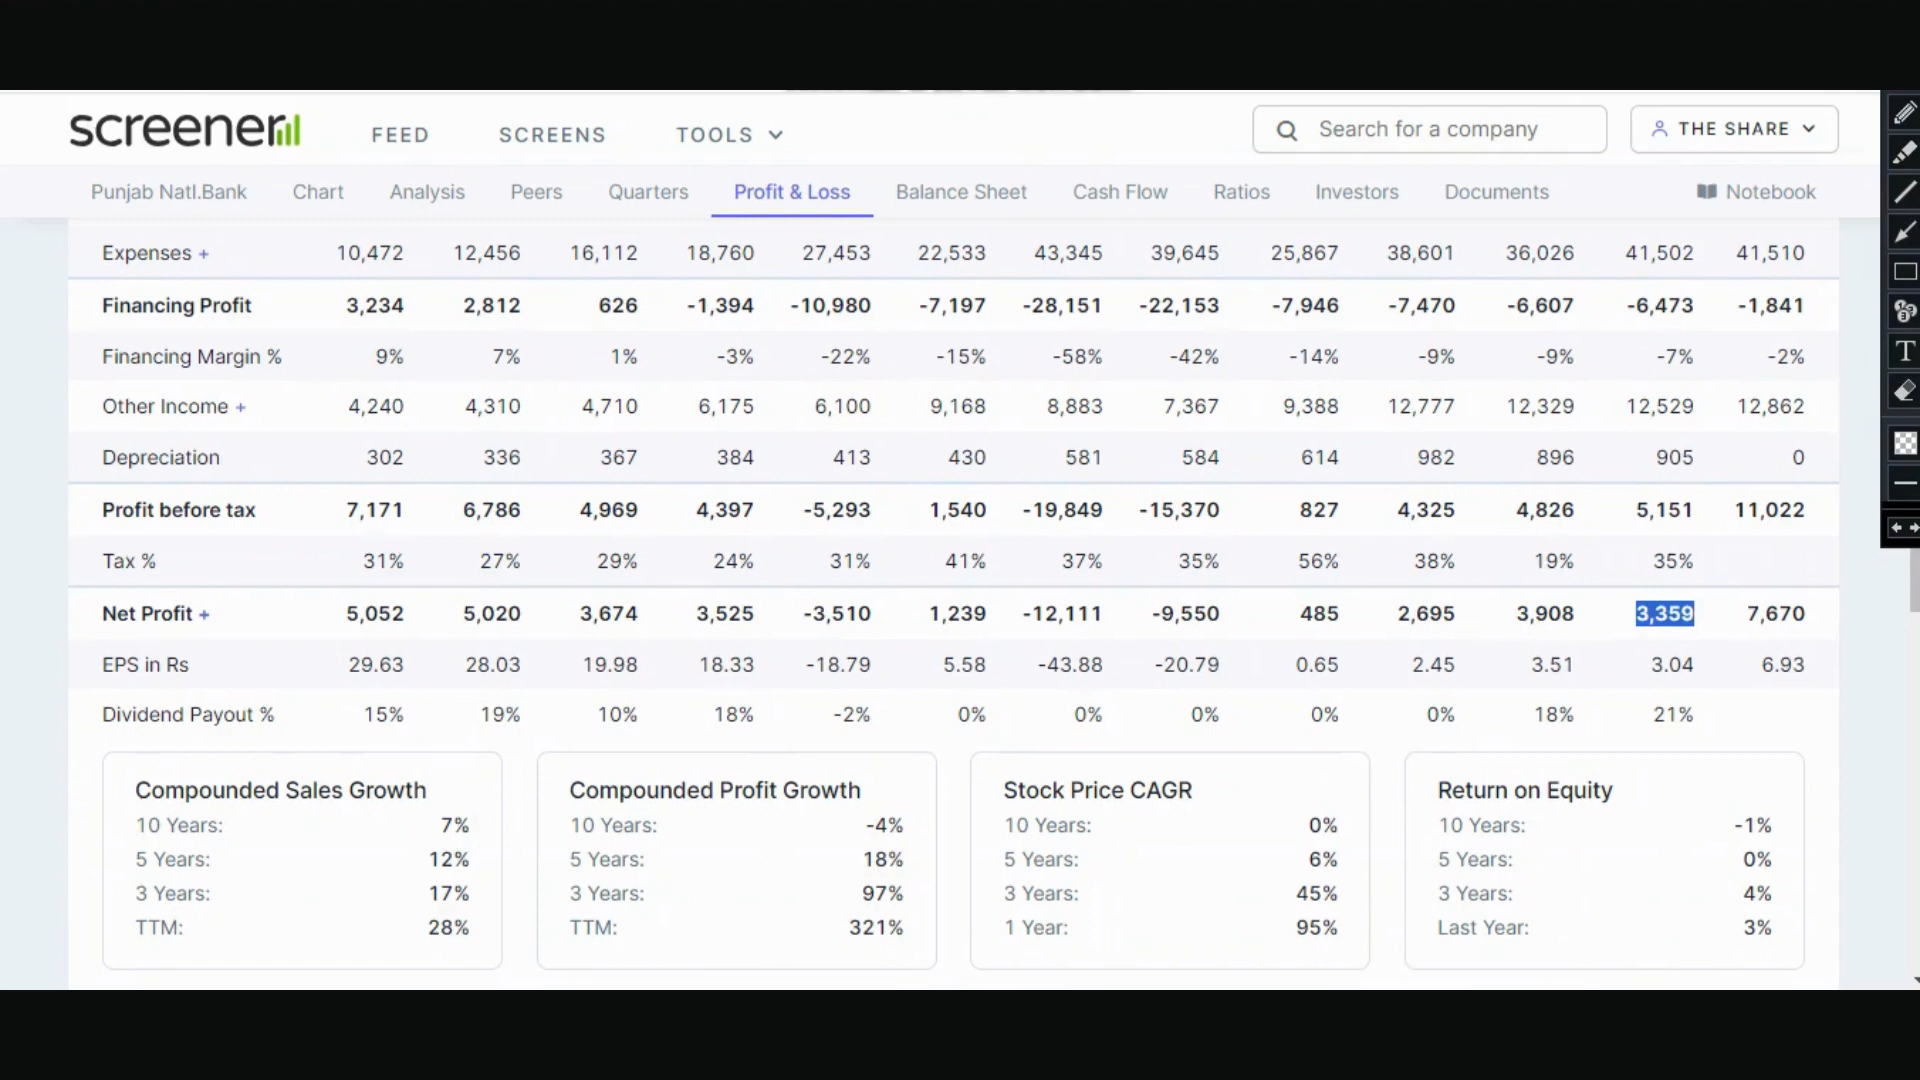 screener FEED SCREENS TOOLS Search for a company THE SHARE
Punjab Natl.Bank Chart Analysis Peers Quarters Profit & Loss Balance Sheet Cash Flow Ratios Investors Documents Notebook
Expenses + 10,472 12,456 16,112 18,760 27,453 22,533 43,345 39,645 25,867 38,601 36,026 41,502 41,510
Financing Profit 3,234 2,812 626 -1,394 -10,980 -7,197 -28,151 -22,153 -7,946 -7,470 -6,607 -6,473 -1,841
Financing Margin % 9% 7% 1% -3% -22% -15% -58% -42% -14% -9% -9% -7% -2%
Other Income + 4,240 4,310 4,710 6,175 6,100 9,168 8,883 7,367 9,388 12,777 12,329 12,529 12,862
Depreciation 302 336 367 384 413 430 581 584 614 982 896 905 0
Profit before tax 7,171 6,786 4,969 4,397 -5,293 1,540 -19,849 -15,370 827 4,325 4,826 5,151 11,022
Tax % 31% 27% 29% 24% 31% 41% 37% 35% 56% 38% 19% 35%
Net Profit + 5,052 5,020 3,674 3,525 -3,510 1,239 -12,111 -9,550 485 2,695 3,908 3,359 7,670
EPS in Rs 29.63 28.03 19.98 18.33 -18.79 5.58 -43.88 -20.79 0.65 2.45 3.51 3.04 6.93
Dividend Payout % 15% 19% 10% 18% -2% 0% 0% 0% 0% 0% 18% 21%
Compounded Sales Growth
10 Years: 7%
5 Years: 12%
3 Years: 17%
TTM: 28%
Compounded Profit Growth
10 Years: -4%
5 Years: 18%
3 Years: 97%
TTM: 321%
Stock Price CAGR
10 Years: 0%
5 Years: 6%
3 Years: 45%
1 Year: 95%
Return on Equity
10 Years: -1%
5 Years: 0%
3 Years: 4%
Last Year: 3%
T